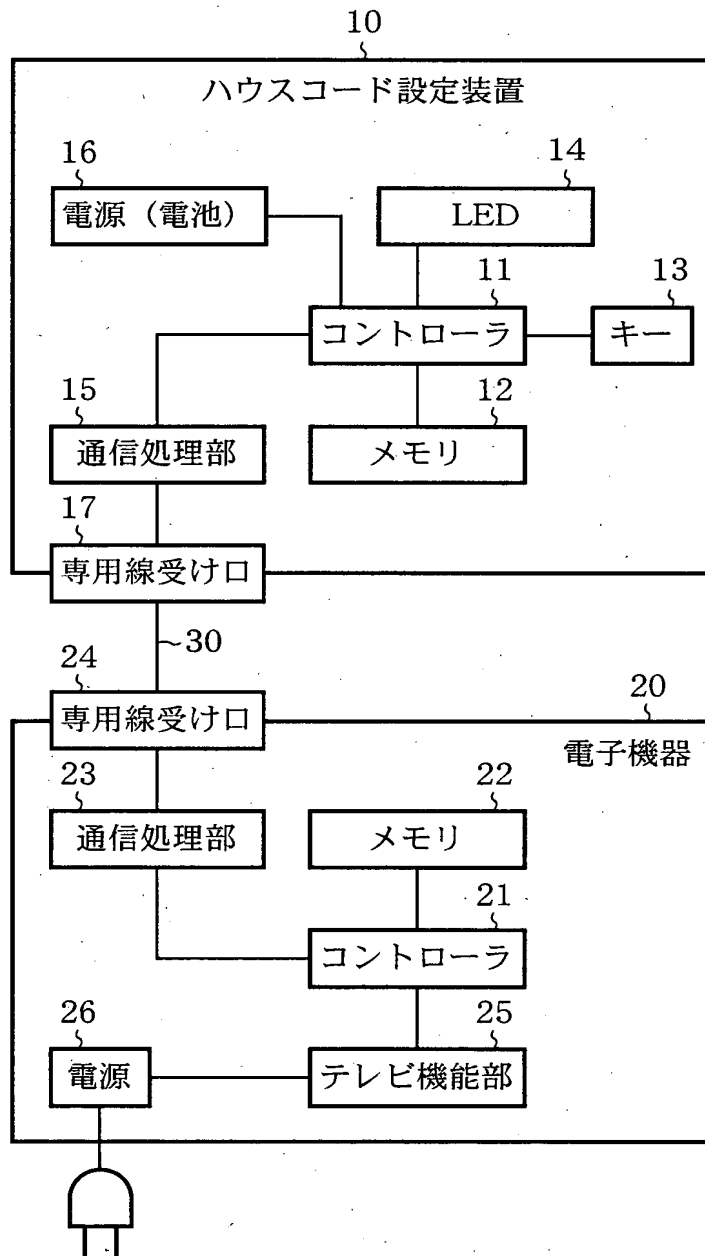 10
ハウスコード設定装置
16
14
電源（電池）
LED
11
13
コントローラ
キー
15
12
通信処理部
メモリ
17
専用線受け口
30
24
20
専用線受け口
電子機器
23
22
通信処理部
メモリ
21
コントローラ
26
25
電源
テレビ機能部